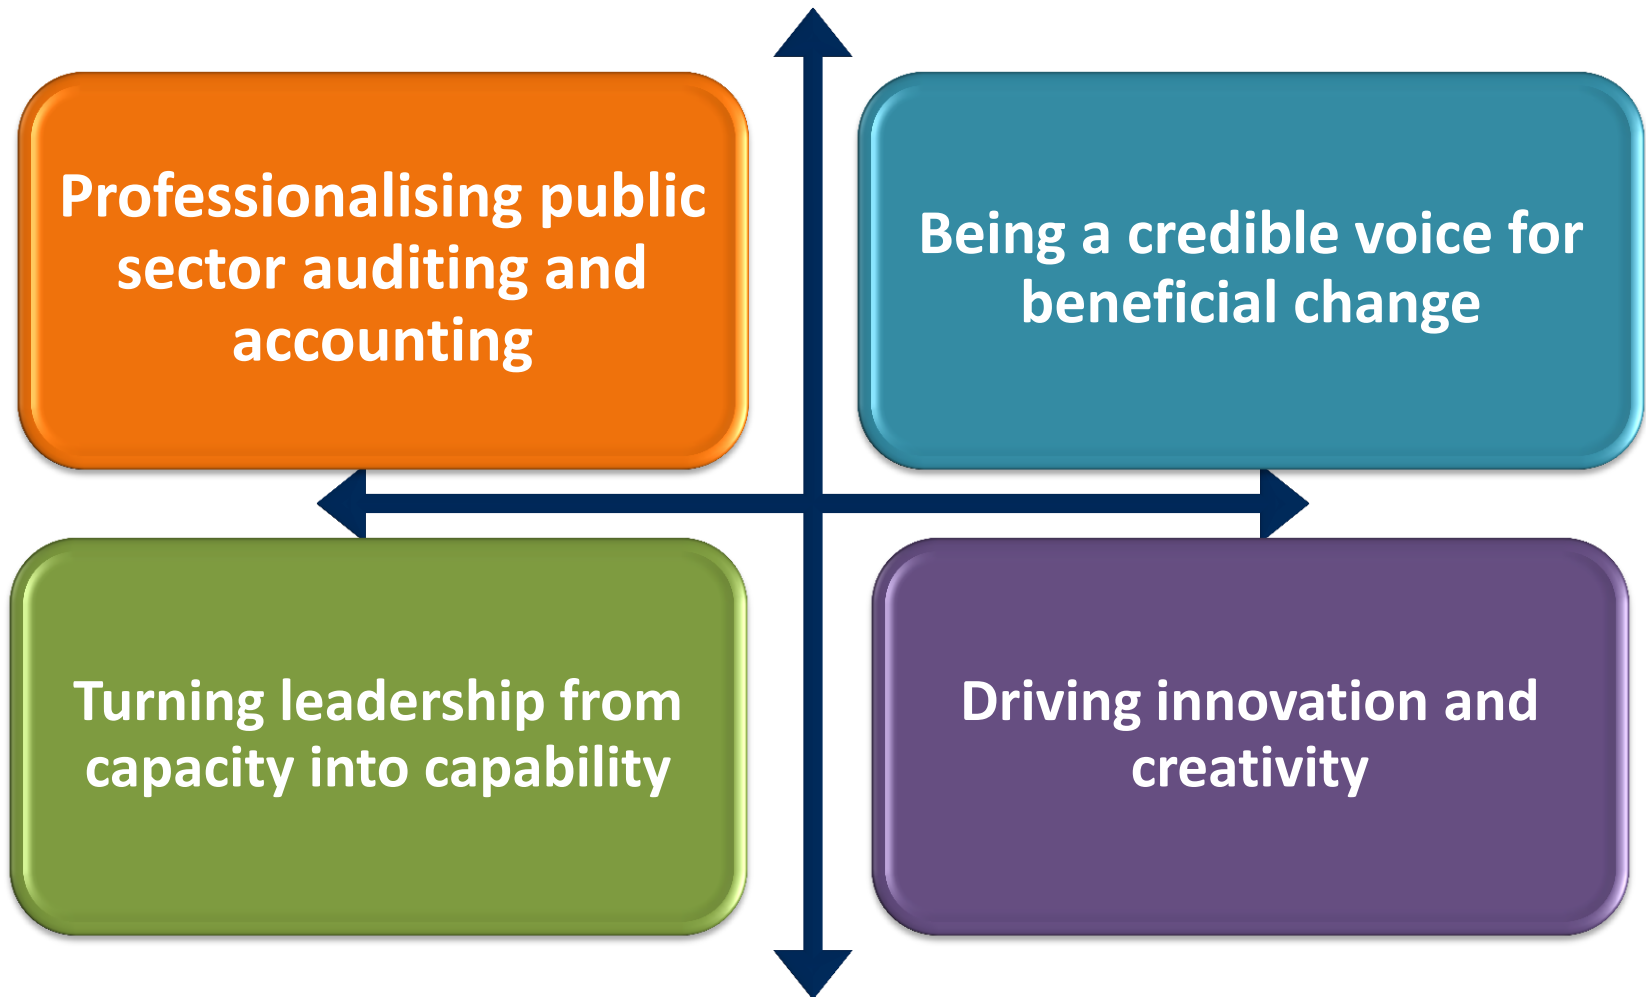 Professionalising public
sector auditing and
accounting
Being a credible voice for
beneficial change
Turning leadership from
capacity into capability
Driving innovation and
creativity